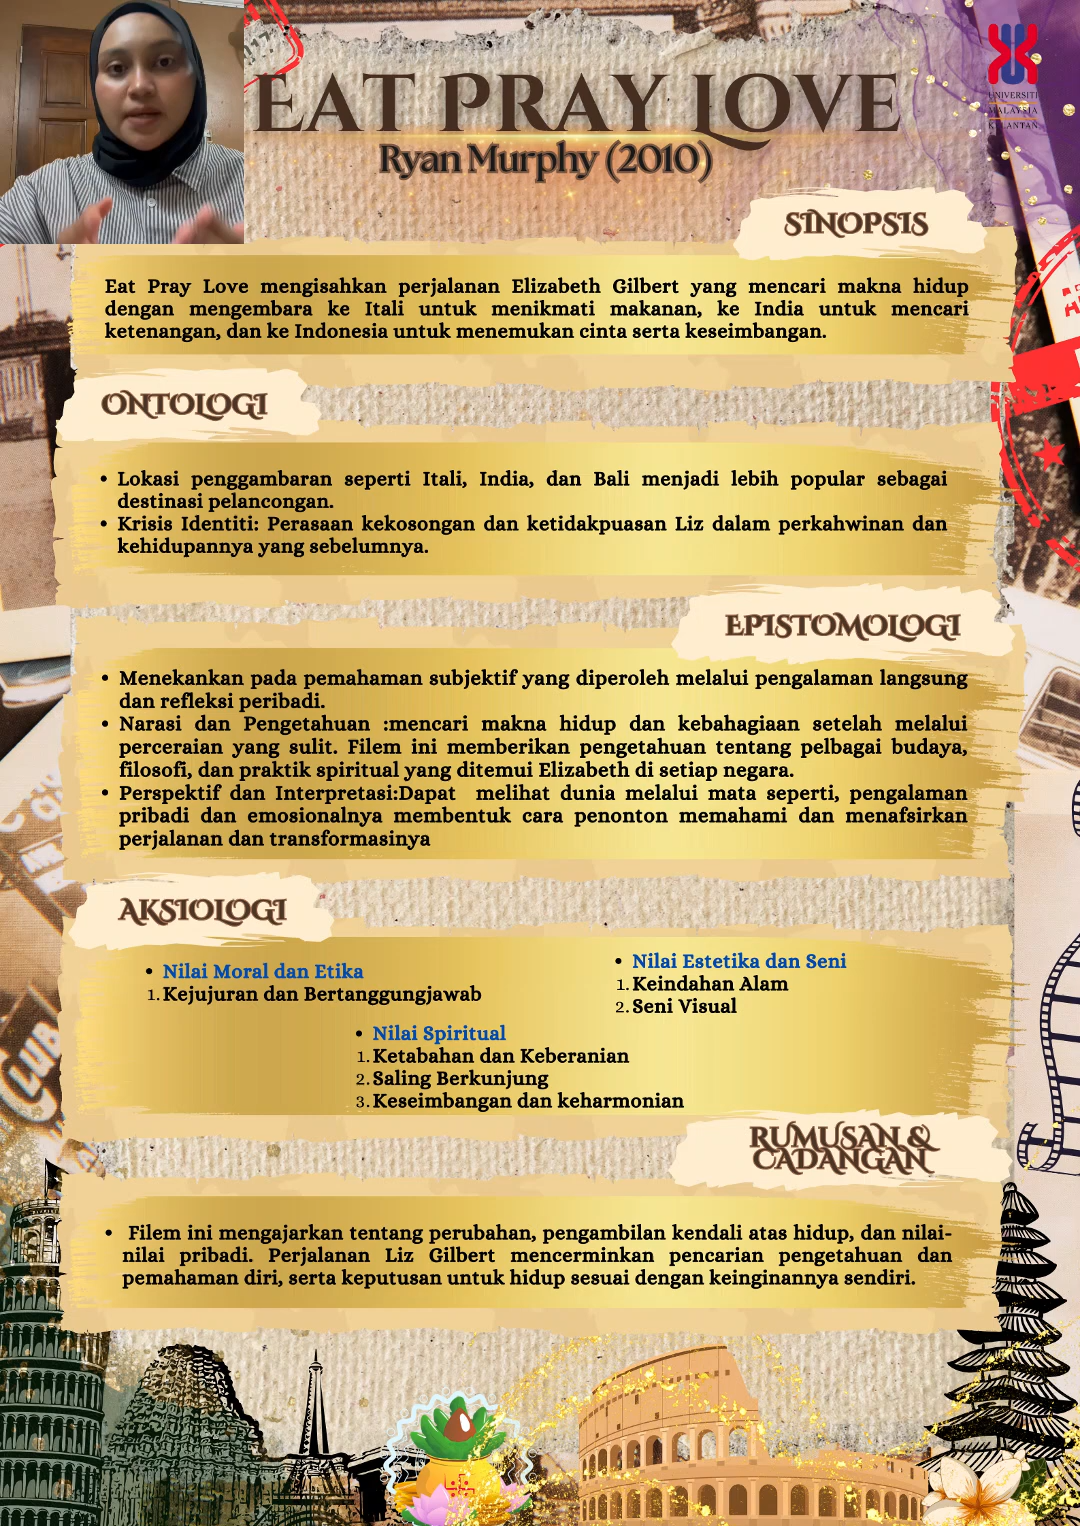 EAT PRAY LOVE
Ryan Murphy (2010)
UNIVERSITI
MALAYSIA
KELANTAN
SINOPSIS
Eat Pray Love mengisahkan perjalanan Elizabeth Gilbert yang mencari makna hidup
dengan mengembara ke Itali untuk menikmati makanan, ke India untuk mencari
ketenangan, dan ke Indonesia untuk menemukan cinta serta keseimbangan.
ONTOLOGI
• Lokasi penggambaran seperti Itali, India, dan Bali menjadi lebih popular sebagai
destinasi pelancongan.
• Krisis Identiti: Perasaan kekosongan dan ketidakpuasan Liz dalam perkahwinan dan
kehidupannya yang sebelumnya.
EPISTOMOLOGI
• Menekankan pada pemahaman subjektif yang diperoleh melalui pengalaman langsung
dan refleksi peribadi.
• Narasi dan Pengetahuan :mencari makna hidup dan kebahagiaan setelah melalui
perceraian yang sulit. Filem ini memberikan pengetahuan tentang pelbagai budaya,
filosofi, dan praktik spiritual yang ditemui Elizabeth di setiap negara.
• Perspektif dan Interpretasi:Dapat melihat dunia melalui mata seperti, pengalaman
pribadi dan emosionalnya membentuk cara penonton memahami dan menafsirkan
perjalanan dan transformasinya
AKSIOLOGI
• Nilai Moral dan Etika
1. Kejujuran dan Bertanggungjawab
• Nilai Estetika dan Seni
1. Keindahan Alam
2. Seni Visual
• Nilai Spiritual
1. Ketabahan dan Keberanian
2. Saling Berkunjung
3. Keseimbangan dan keharmonian
CLUB
RUMUSAN &
CADANGAN
• Filem ini mengajarkan tentang perubahan, pengambilan kendali atas hidup, dan nilai-
nilai pribadi. Perjalanan Liz Gilbert mencerminkan pencarian pengetahuan dan
pemahaman diri, serta keputusan untuk hidup sesuai dengan keinginannya sendiri.